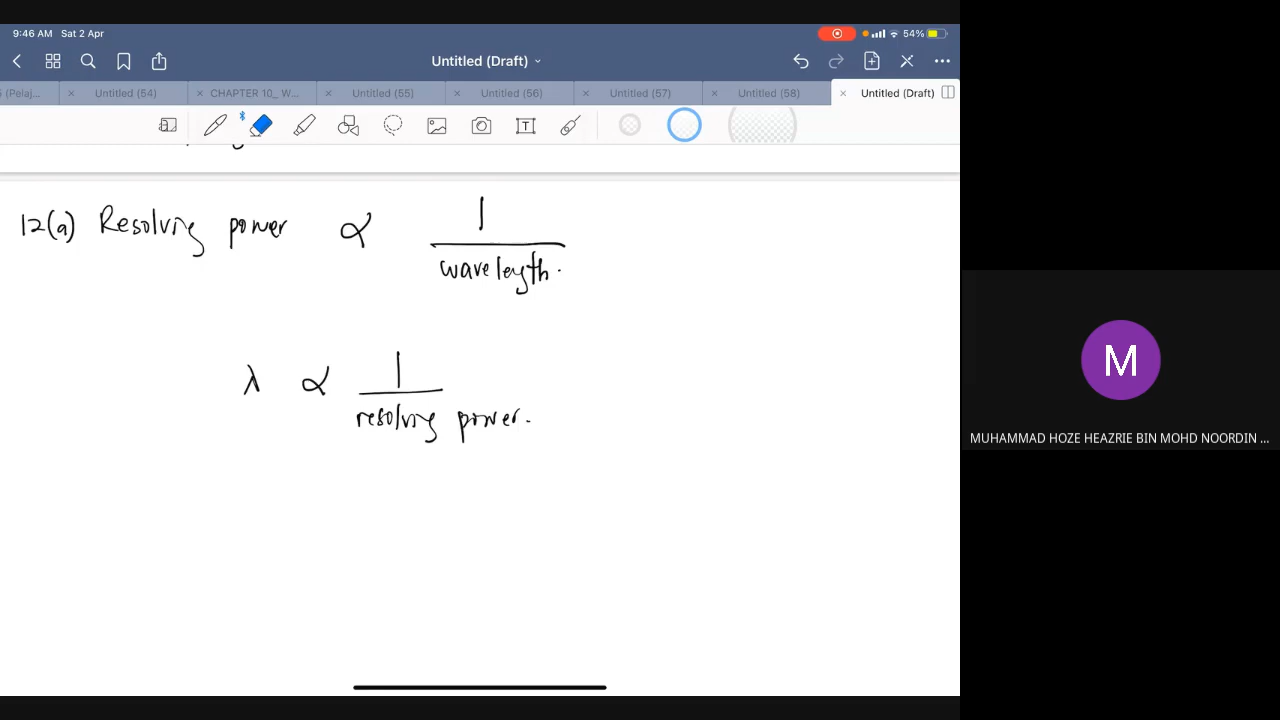 9:46 AM Sat 2 Apr
54%
Untitled (Draft)
(Pelaj...
Untitled (54)
CHAPTER 10_ W...
Untitled (55)
Untitled (56)
Untitled (57)
Untitled (58)
Untitled (Draft)
T
12(a) Resolving power ∝ 1
wavelength.
λ ∝ 1
resolving power.
M
MUHAMMAD HOZE HEAZRIE BIN MOHD NOORDIN ...